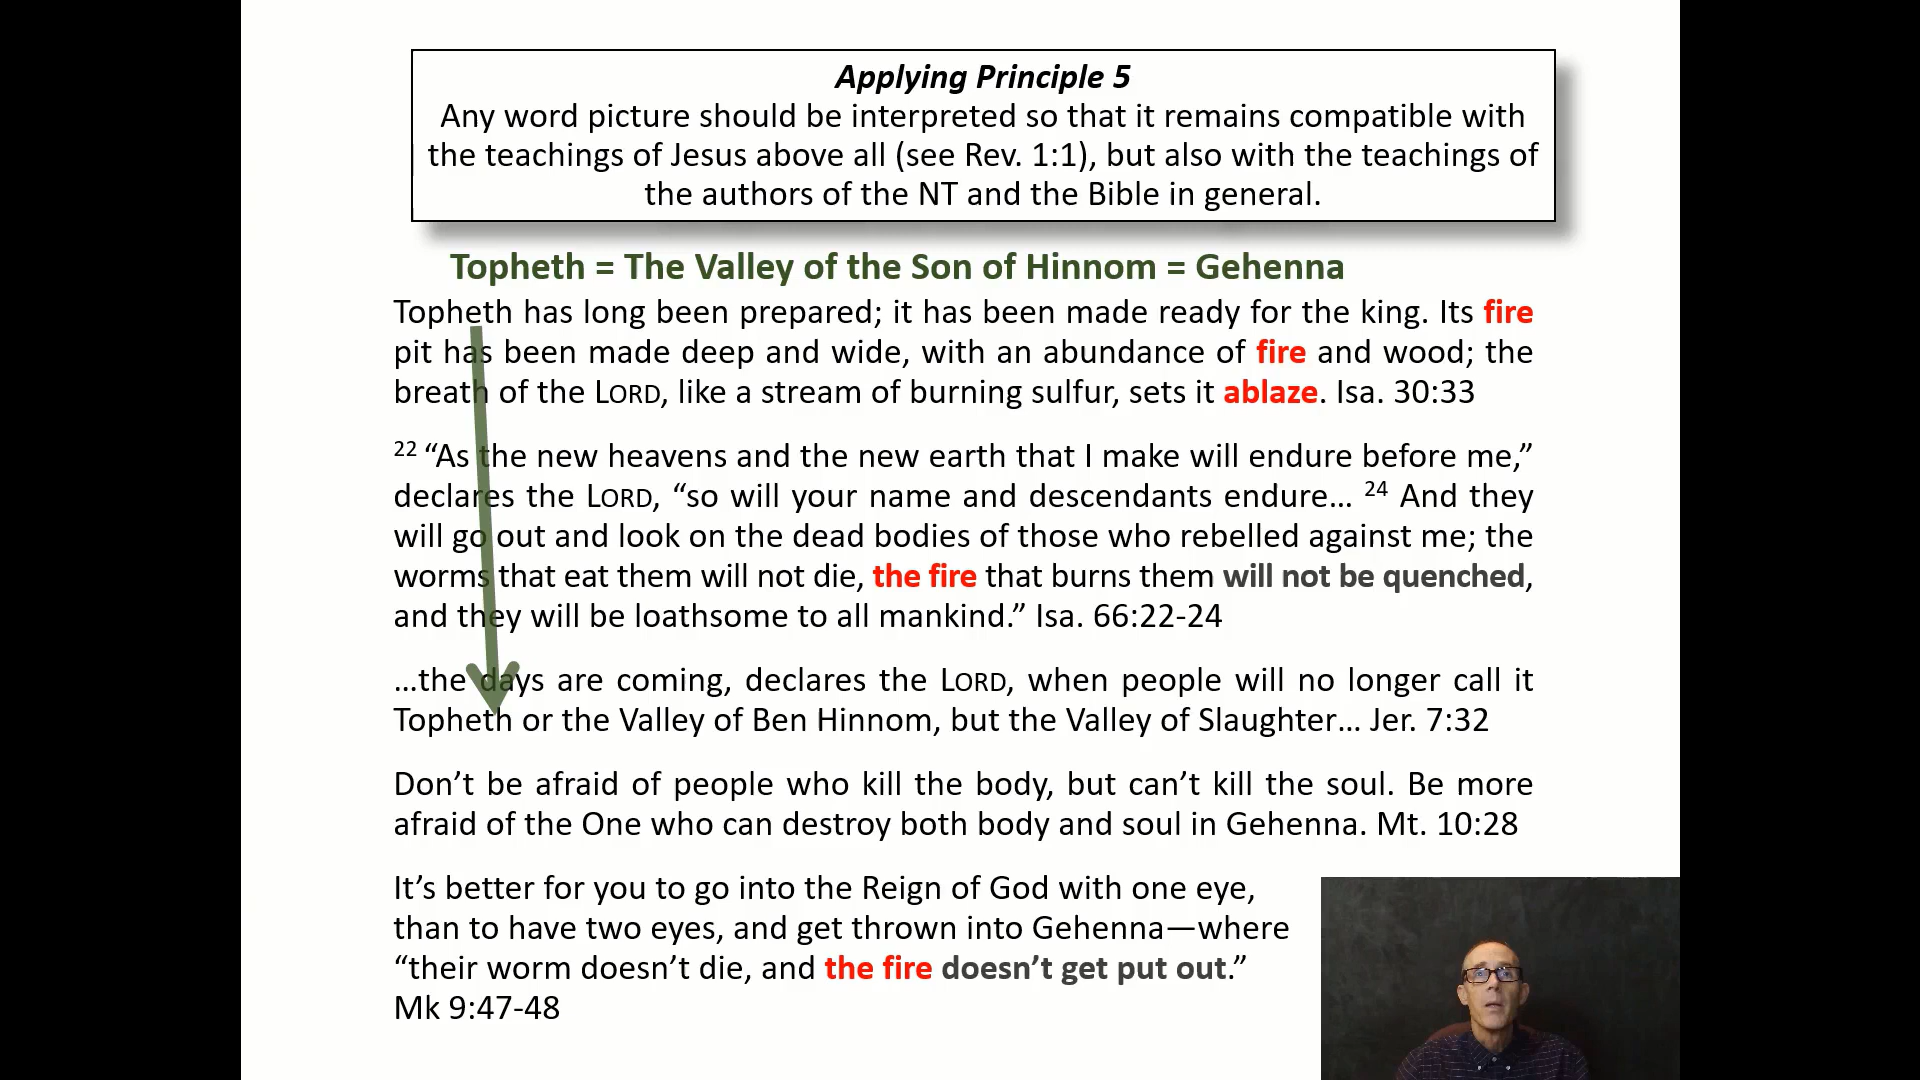 Applying Principle 5
Any word picture should be interpreted so that it remains compatible with
the teachings of Jesus above all (see Rev. 1:1), but also with the teachings of
the authors of the NT and the Bible in general.
Topheth = The Valley of the Son of Hinnom = Gehenna
Topheth has long been prepared; it has been made ready for the king. Its fire
pit has been made deep and wide, with an abundance of fire and wood; the
breath of the LORD, like a stream of burning sulfur, sets it ablaze. Isa. 30:33
22 “As the new heavens and the new earth that I make will endure before me,”
declares the LORD, “so will your name and descendants endure… 24 And they
will go out and look on the dead bodies of those who rebelled against me; the
worms that eat them will not die, the fire that burns them will not be quenched,
and they will be loathsome to all mankind.” Isa. 66:22-24
…the days are coming, declares the LORD, when people will no longer call it
Topheth or the Valley of Ben Hinnom, but the Valley of Slaughter… Jer. 7:32
Don’t be afraid of people who kill the body, but can’t kill the soul. Be more
afraid of the One who can destroy both body and soul in Gehenna. Mt. 10:28
It’s better for you to go into the Reign of God with one eye,
than to have two eyes, and get thrown into Gehenna—where
“their worm doesn’t die, and the fire doesn’t get put out.”
Mk 9:47-48